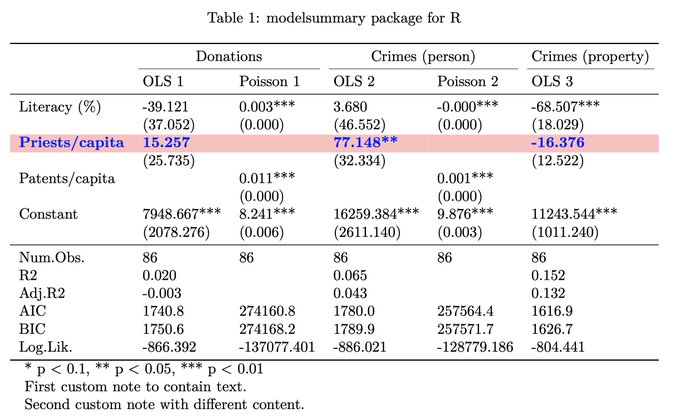 Table 1: modelsummary package for R
Donations Crimes (person) Crimes (property)
OLS 1 Poisson 1 OLS 2 Poisson 2 OLS 3
Literacy (%) -39.121 0.003*** 3.680 -0.000*** -68.507***
(37.052) (0.000) (46.552) (0.000) (18.029)
Priests/capita 15.257 77.148** -16.376
(25.735) (32.334) (12.522)
Patents/capita 0.011*** 0.001***
(0.000) (0.000)
Constant 7948.667*** 8.241*** 16259.384*** 9.876*** 11243.544***
(2078.276) (0.006) (2611.140) (0.003) (1011.240)
Num.Obs. 86 86 86 86 86
R2 0.020 0.065 0.152
Adj.R2 -0.003 0.043 0.132
AIC 1740.8 274160.8 1780.0 257564.4 1616.9
BIC 1750.6 274168.2 1789.9 257571.7 1626.7
Log.Lik. -866.392 -137077.401 -886.021 -128779.186 -804.441
* p < 0.1, ** p < 0.05, *** p < 0.01
First custom note to contain text.
Second custom note with different content.